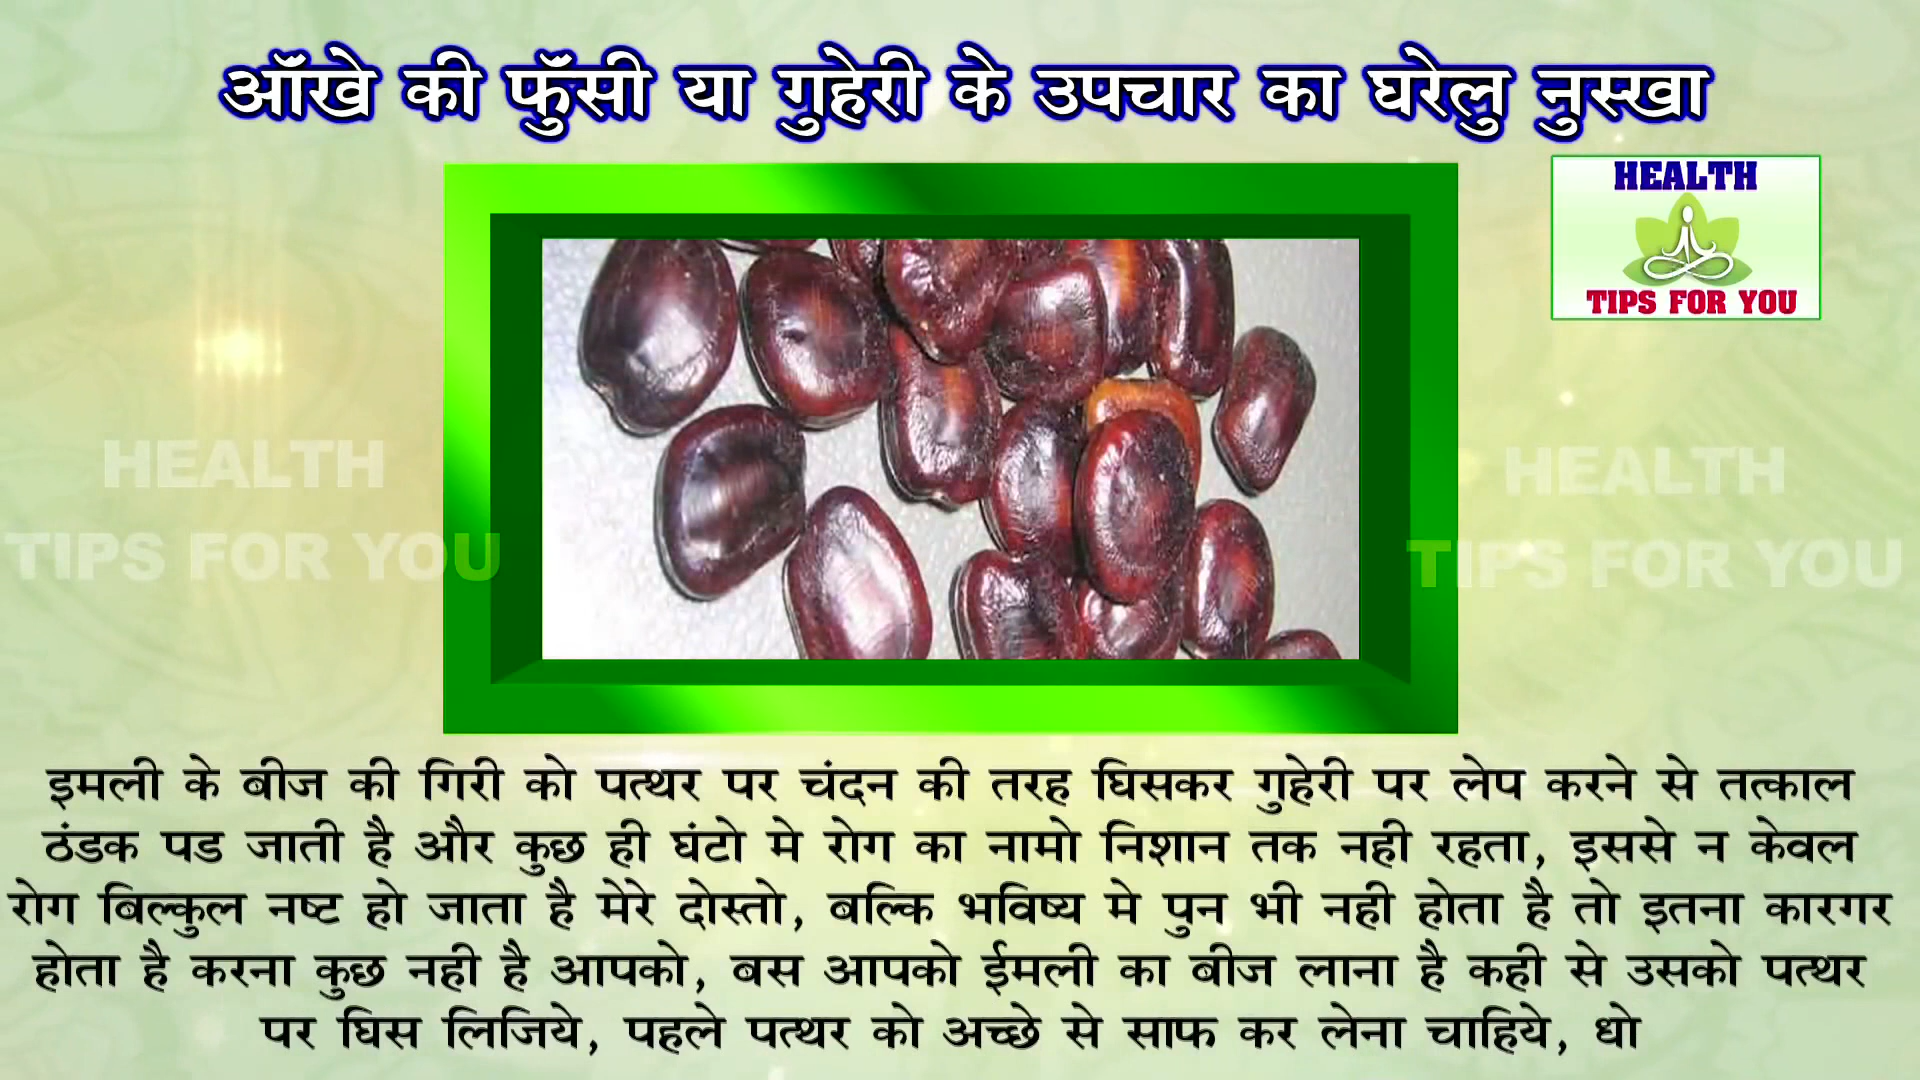 आँखे की फुँसी या गुहेरी के उपचार का घरेलु नुस्खा
HEALTH
TIPS FOR YOU
HEALTH
TIPS FOR YOU
HEALTH
TIPS FOR YOU
इमली के बीज की गिरी को पत्थर पर चंदन की तरह घिसकर गुहेरी पर लेप करने से तत्काल
ठंडक पड जाती है और कुछ ही घंटो मे रोग का नामो निशान तक नही रहता, इससे न केवल
रोग बिल्कुल नष्ट हो जाता है मेरे दोस्तो, बल्कि भविष्य मे पुन भी नही होता है तो इतना कारगर
होता है करना कुछ नही है आपको, बस आपको ईमली का बीज लाना है कही से उसको पत्थर
पर घिस लिजिये, पहले पत्थर को अच्छे से साफ कर लेना चाहिये, धो